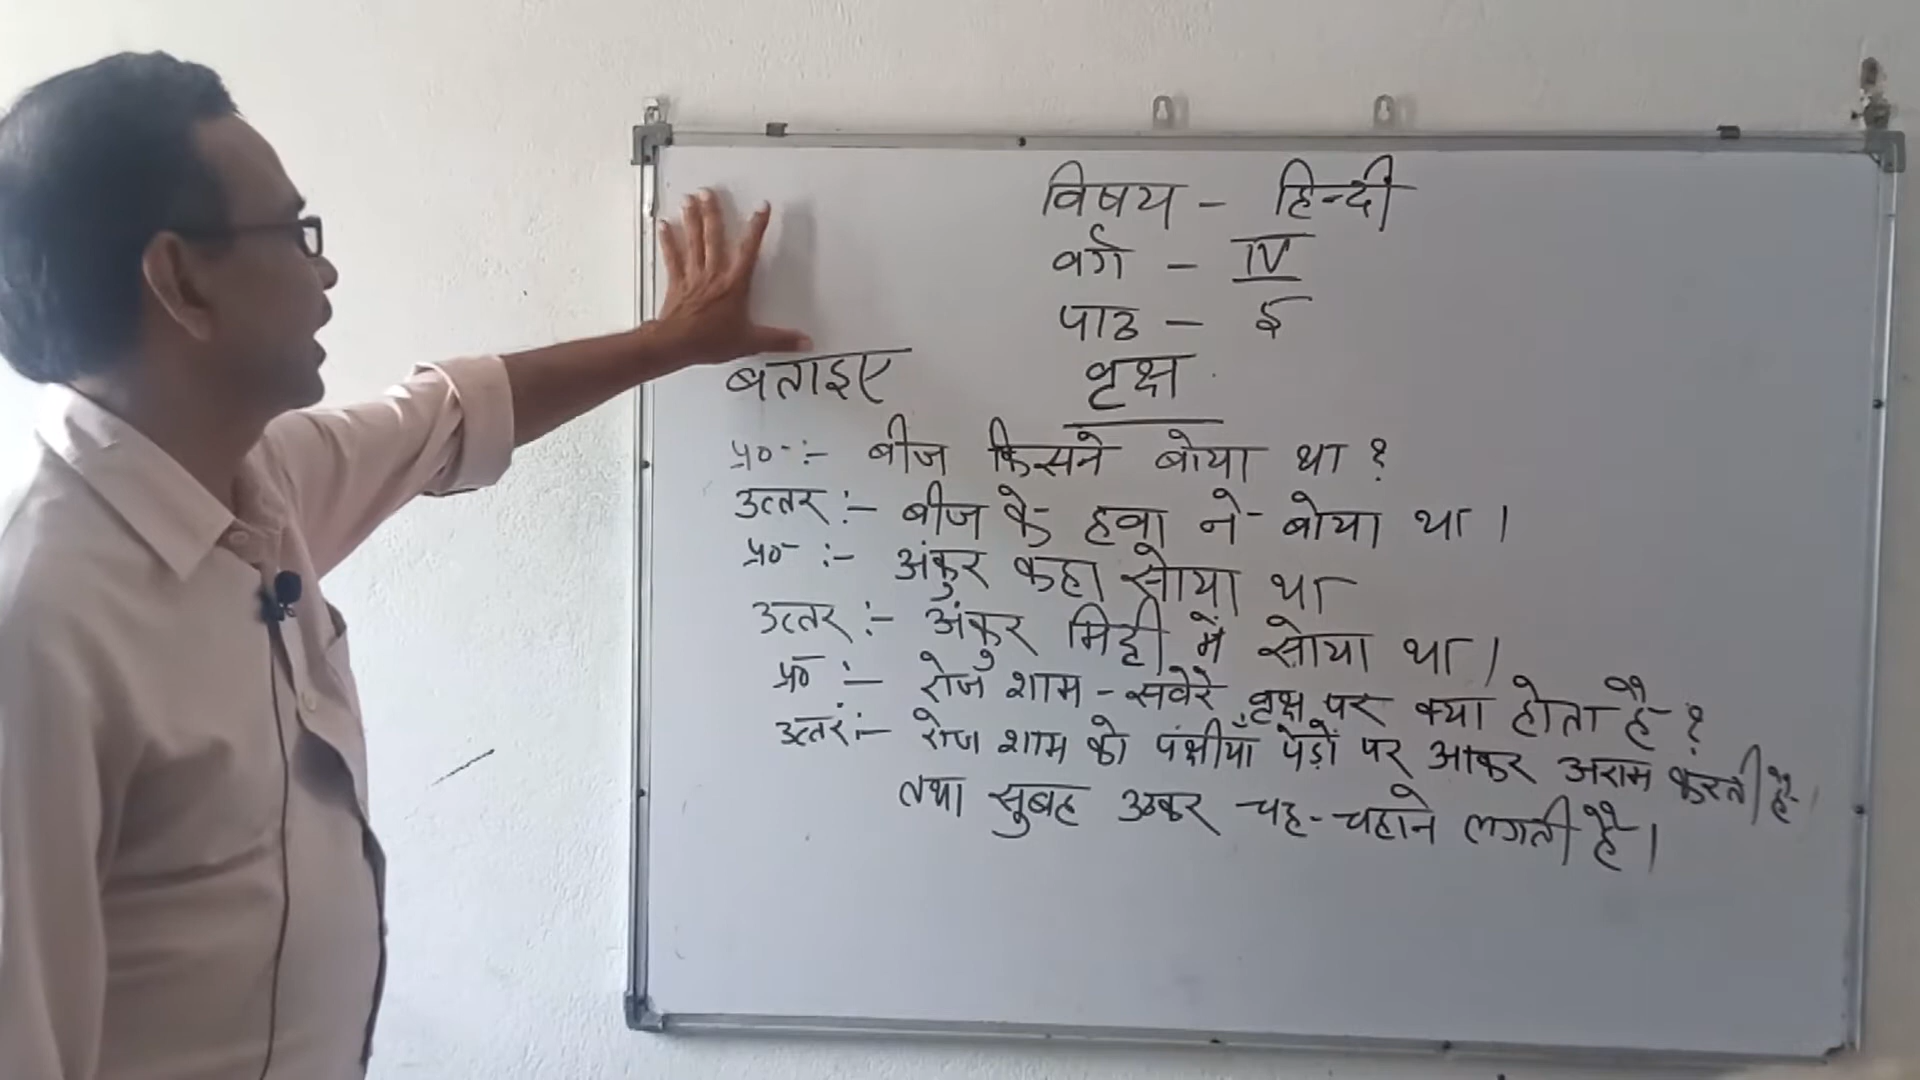 विषय - हिन्दी
वर्ग - IV
पाठ - ई
बताइए वृक्ष
प्र० :- बीज किसने बोया था ?
उत्तर :- बीज के हवा ने बोया था ।
प्र० :- अंकुर कहा सोया था
उत्तर :- अंकुर मिट्टी में सोया था ।
प्र० :- रोज शाम - सवेरे वृक्ष पर क्या होता है ?
उत्तर :- रोज शाम को पंक्षीयाँ पेड़ों पर आकर अराम करती है ।
तथा सुबह उठकर चह - चहाने लगती है ।